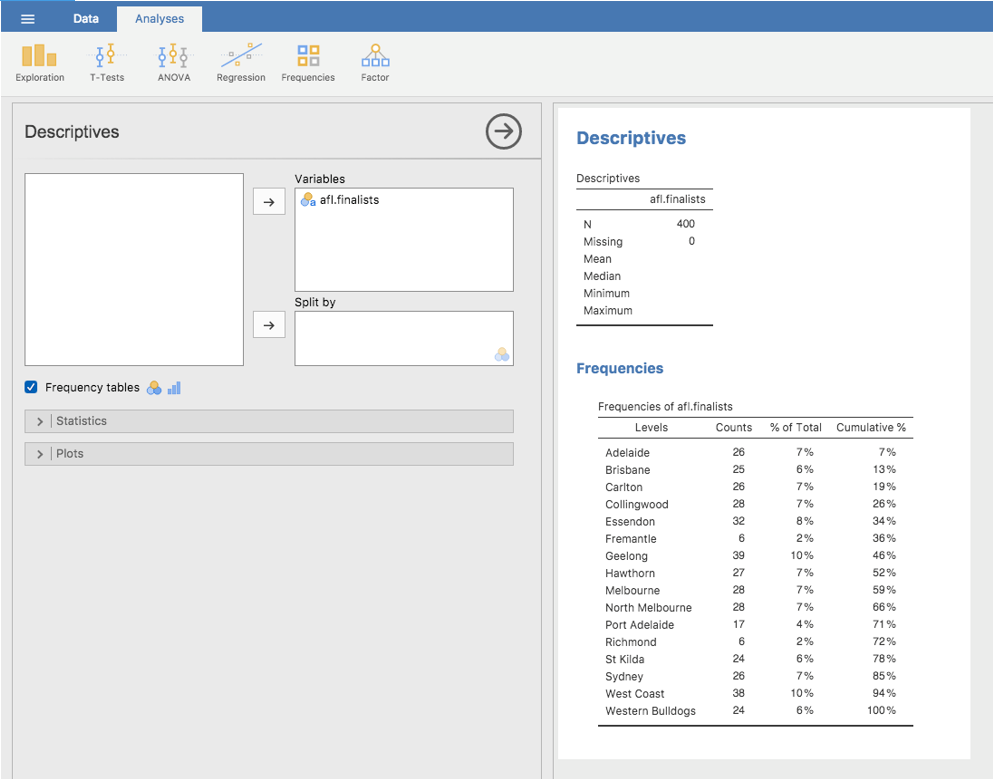 Data Analyses
Exploration T-Tests ANOVA Regression Frequencies Factor
Descriptives
Variables
a afl.finalists
Split by
Frequency tables
Statistics
Plots
Descriptives
Descriptives
afl.finalists
N 400
Missing 0
Mean
Median
Minimum
Maximum
Frequencies
Frequencies of afl.finalists
Levels Counts % of Total Cumulative %
Adelaide 26 7% 7%
Brisbane 25 6% 13%
Carlton 26 7% 19%
Collingwood 28 7% 26%
Essendon 32 8% 34%
Fremantle 6 2% 36%
Geelong 39 10% 46%
Hawthorn 27 7% 52%
Melbourne 28 7% 59%
North Melbourne 28 7% 66%
Port Adelaide 17 4% 71%
Richmond 6 2% 72%
St Kilda 24 6% 78%
Sydney 26 7% 85%
West Coast 38 10% 94%
Western Bulldogs 24 6% 100%